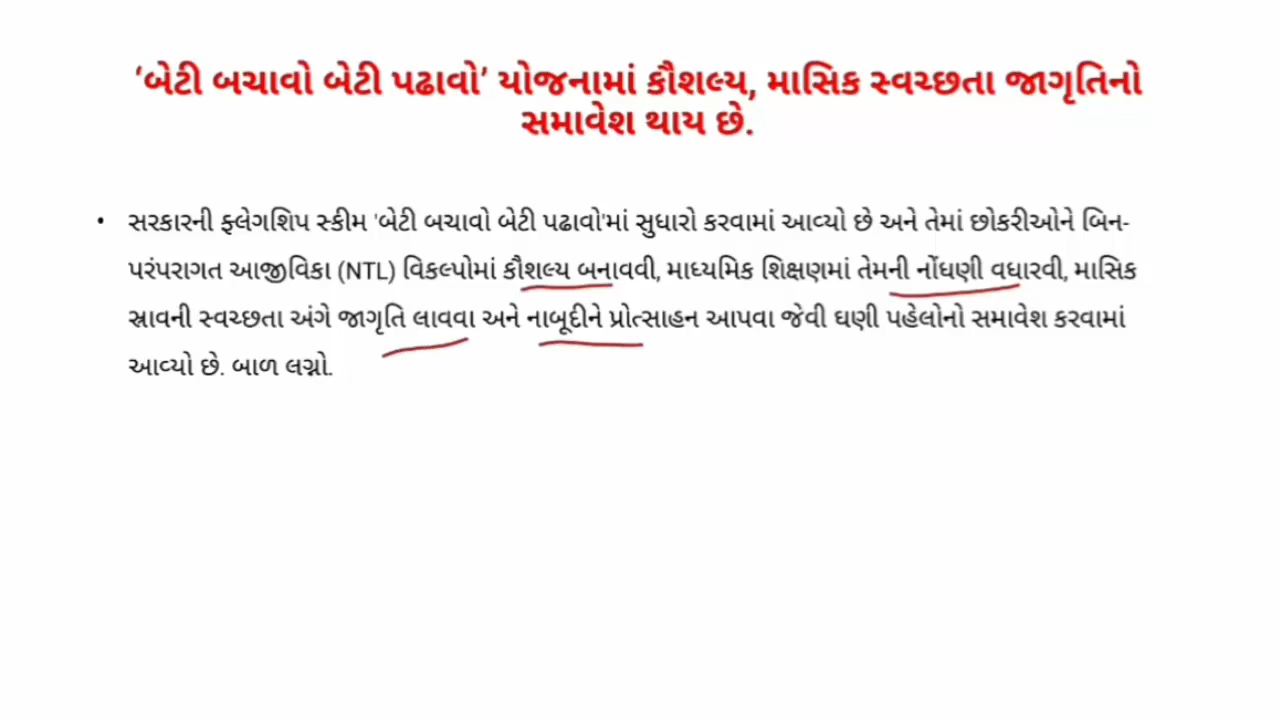 ‘બેટી બચાવો બેટી પઢાવો’ યોજનામાં કૌશલ્ય, માસિક સ્વચ્છતા જાગૃતિનો
સમાવેશ થાય છે.
• સરકારની ફ્લેગશિપ સ્કીમ 'બેટી બચાવો બેટી પઢાવો'માં સુધારો કરવામાં આવ્યો છે અને તેમાં છોકરીઓને બિન-
પરંપરાગત આજીવિકા (NTL) વિકલ્પોમાં કૌશલ્ય બનાવવી, માધ્યમિક શિક્ષણમાં તેમની નોંધણી વધારવી, માસિક
સ્રાવની સ્વચ્છતા અંગે જાગૃતિ લાવવા અને નાબૂદીને પ્રોત્સાહન આપવા જેવી ઘણી પહેલોનો સમાવેશ કરવામાં
આવ્યો છે. બાળ લગ્નો.